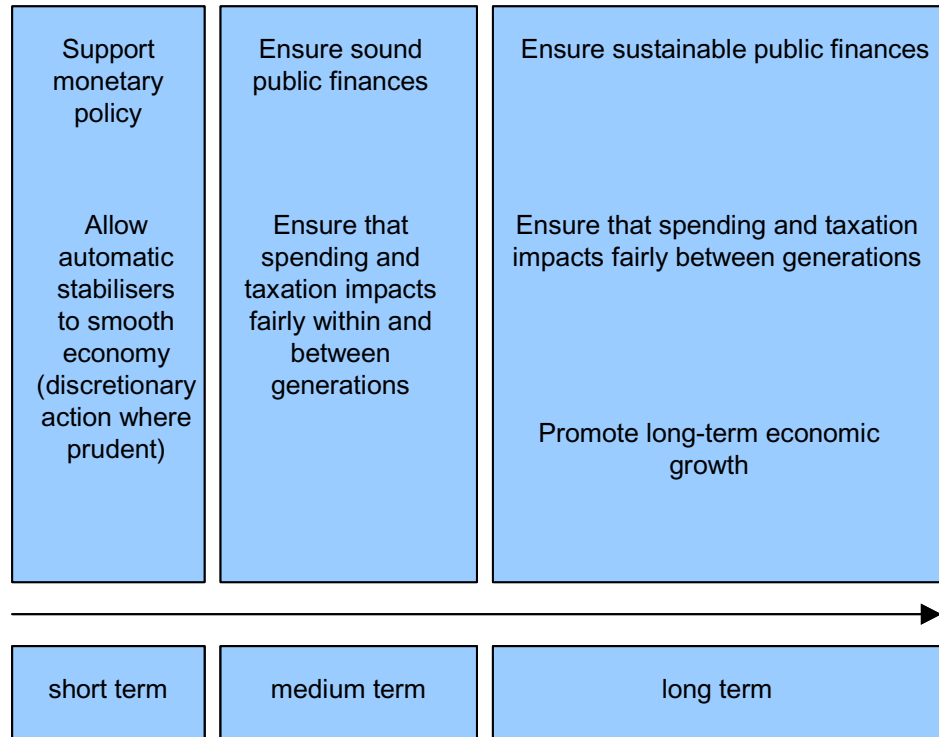 Support
monetary
policy
Allow
automatic
stabilisers
to smooth
economy
(discretionary
action where
prudent)
Ensure sound
public finances
Ensure that
spending and
taxation impacts
fairly within and
between
generations
Ensure sustainable public finances
Ensure that spending and taxation
impacts fairly between generations
Promote long-term economic
growth
short term
medium term
long term